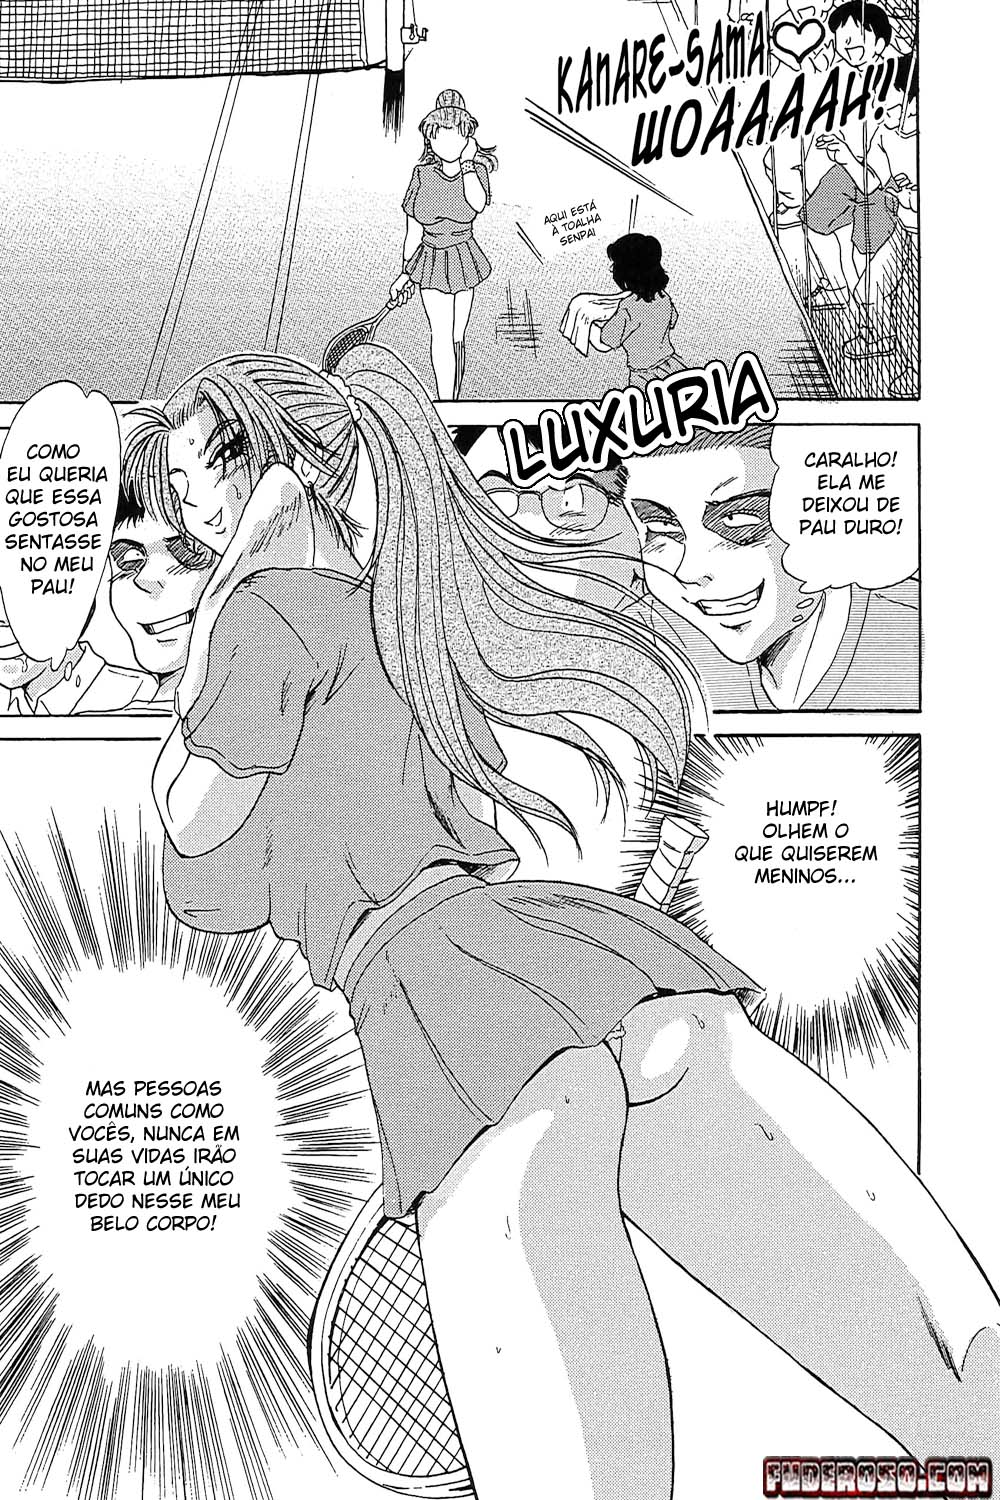 KANARE-SAMA ♡
WOAAAAH!!
AQUI ESTÁ
À TOALHA
SENPAI
LUXURIA
COMO
EU QUERIA
QUE ESSA
GOSTOSA
SENTASSE
NO MEU
PAU!
CARALHO!
ELA ME
DEIXOU DE
PAU DURO!
HUMPF!
OLHEM O
QUE QUISEREM
MENINOS...
MAS PESSOAS
COMUNS COMO
VOCÊS, NUNCA EM
SUAS VIDAS IRÃO
TOCAR UM ÚNICO
DEDO NESSE MEU
BELO CORPO!
FUDEROSO.COM